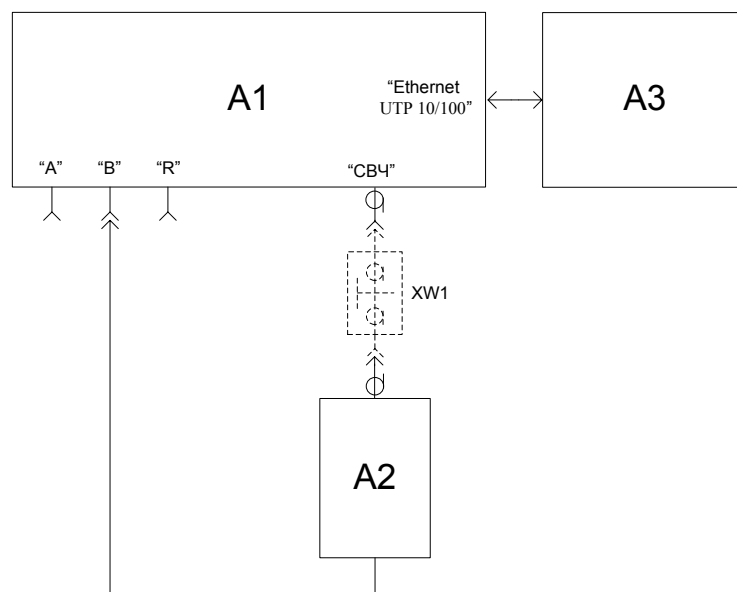 A1
“Ethernet
UTP 10/100”
A3
“A” “B” “R” “СВЧ”
XW1
A2